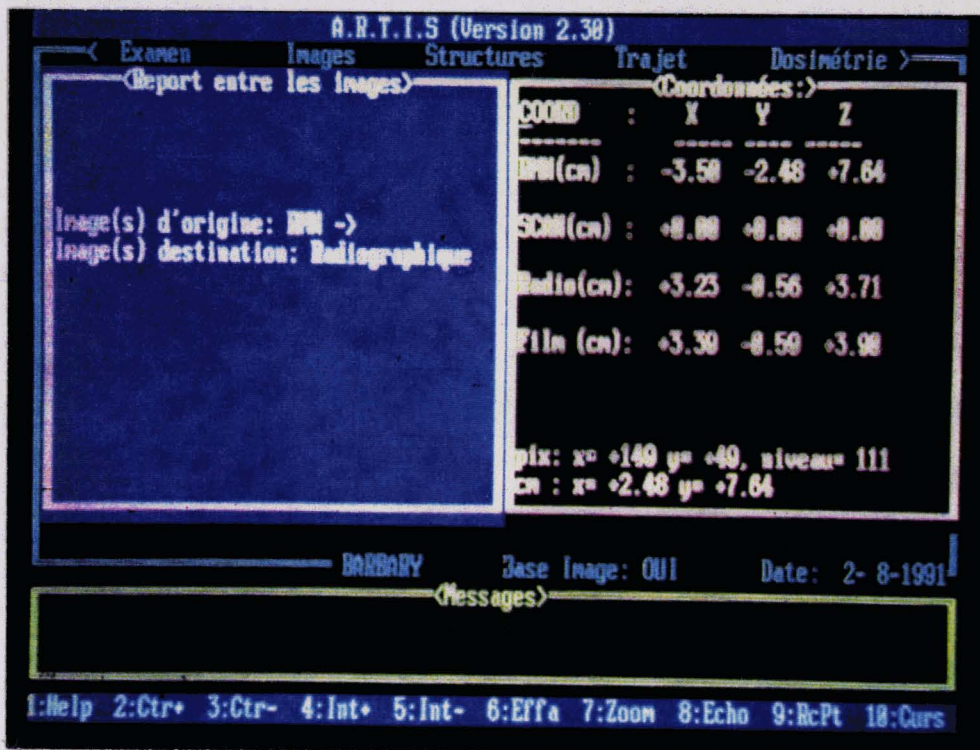 A.R.T.I.S (Version 2.30)
Examen Images Structures Trajet Dosimétrie
<Report entre les images>
Image(s) d'origine: RMN ->
Image(s) destination: Radiographique
<Coordonnées:>
COORD : X Y Z
------- ----- ---- -----
RMN(cm) : -3.50 -2.48 +7.64
SCAN(cm) : +0.00 +0.00 +0.00
Radio(cm): +3.23 -0.56 +3.71
Film (cm): +3.39 -0.59 +3.90
pix: x= +149 y= +49, niveau= 111
cm : x= +2.48 y= +7.64
BARBARY Base Image: OUI Date: 2- 8-1991
<Messages>
1:Help 2:Ctr+ 3:Ctr- 4:Int+ 5:Int- 6:Effa 7:Zoom 8:Echo 9:RcPt 10:Curs